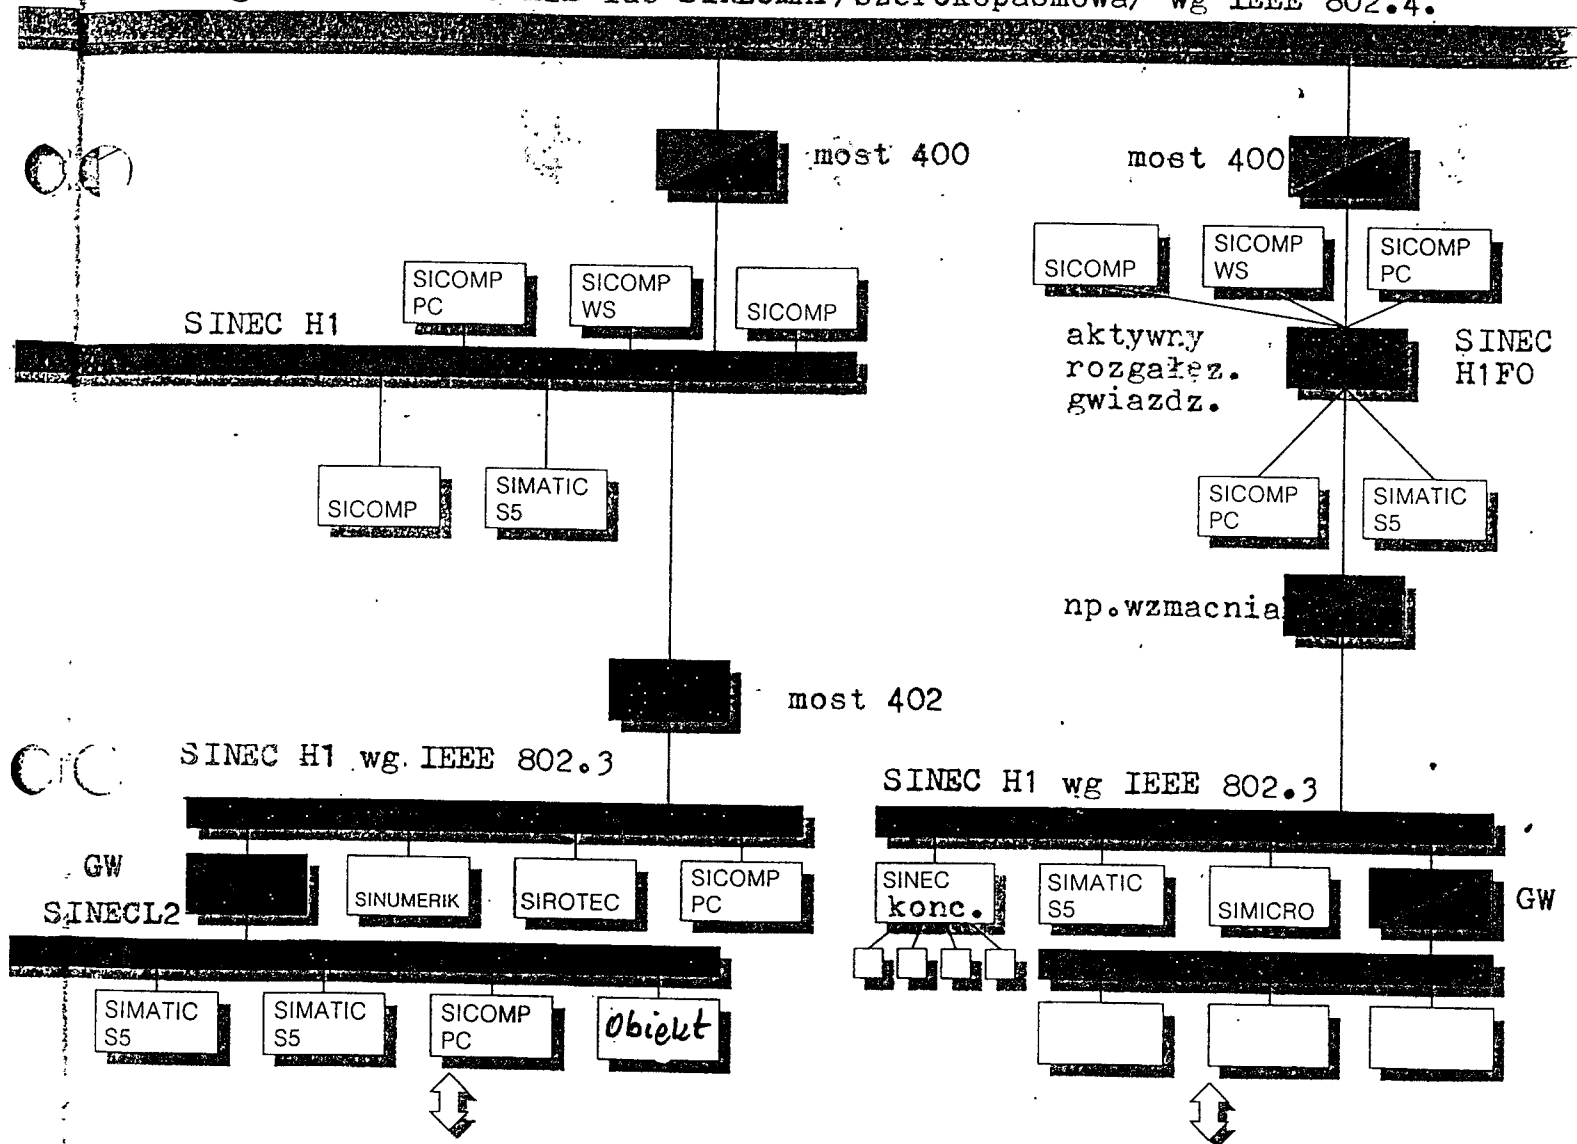 lub SINECMAP/szerokopasmowa/ wg IEEE 802.4.
most 400
most 400
SICOMP
PC
SICOMP
WS
SICOMP
SICOMP
SICOMP
WS
SICOMP
PC
SINEC H1
aktywny
rozgałęz.
gwiazdz.
SINEC
H1FO
SICOMP
SIMATIC
S5
SICOMP
PC
SIMATIC
S5
np.wzmacnia
most 402
SINEC H1 wg. IEEE 802.3
SINEC H1 wg IEEE 802.3
GW
SINUMERIK
SIROTEC
SICOMP
PC
SINEC
konc.
SIMATIC
S5
SIMICRO
GW
SINECL2
SIMATIC
S5
SIMATIC
S5
SICOMP
PC
Obiekt